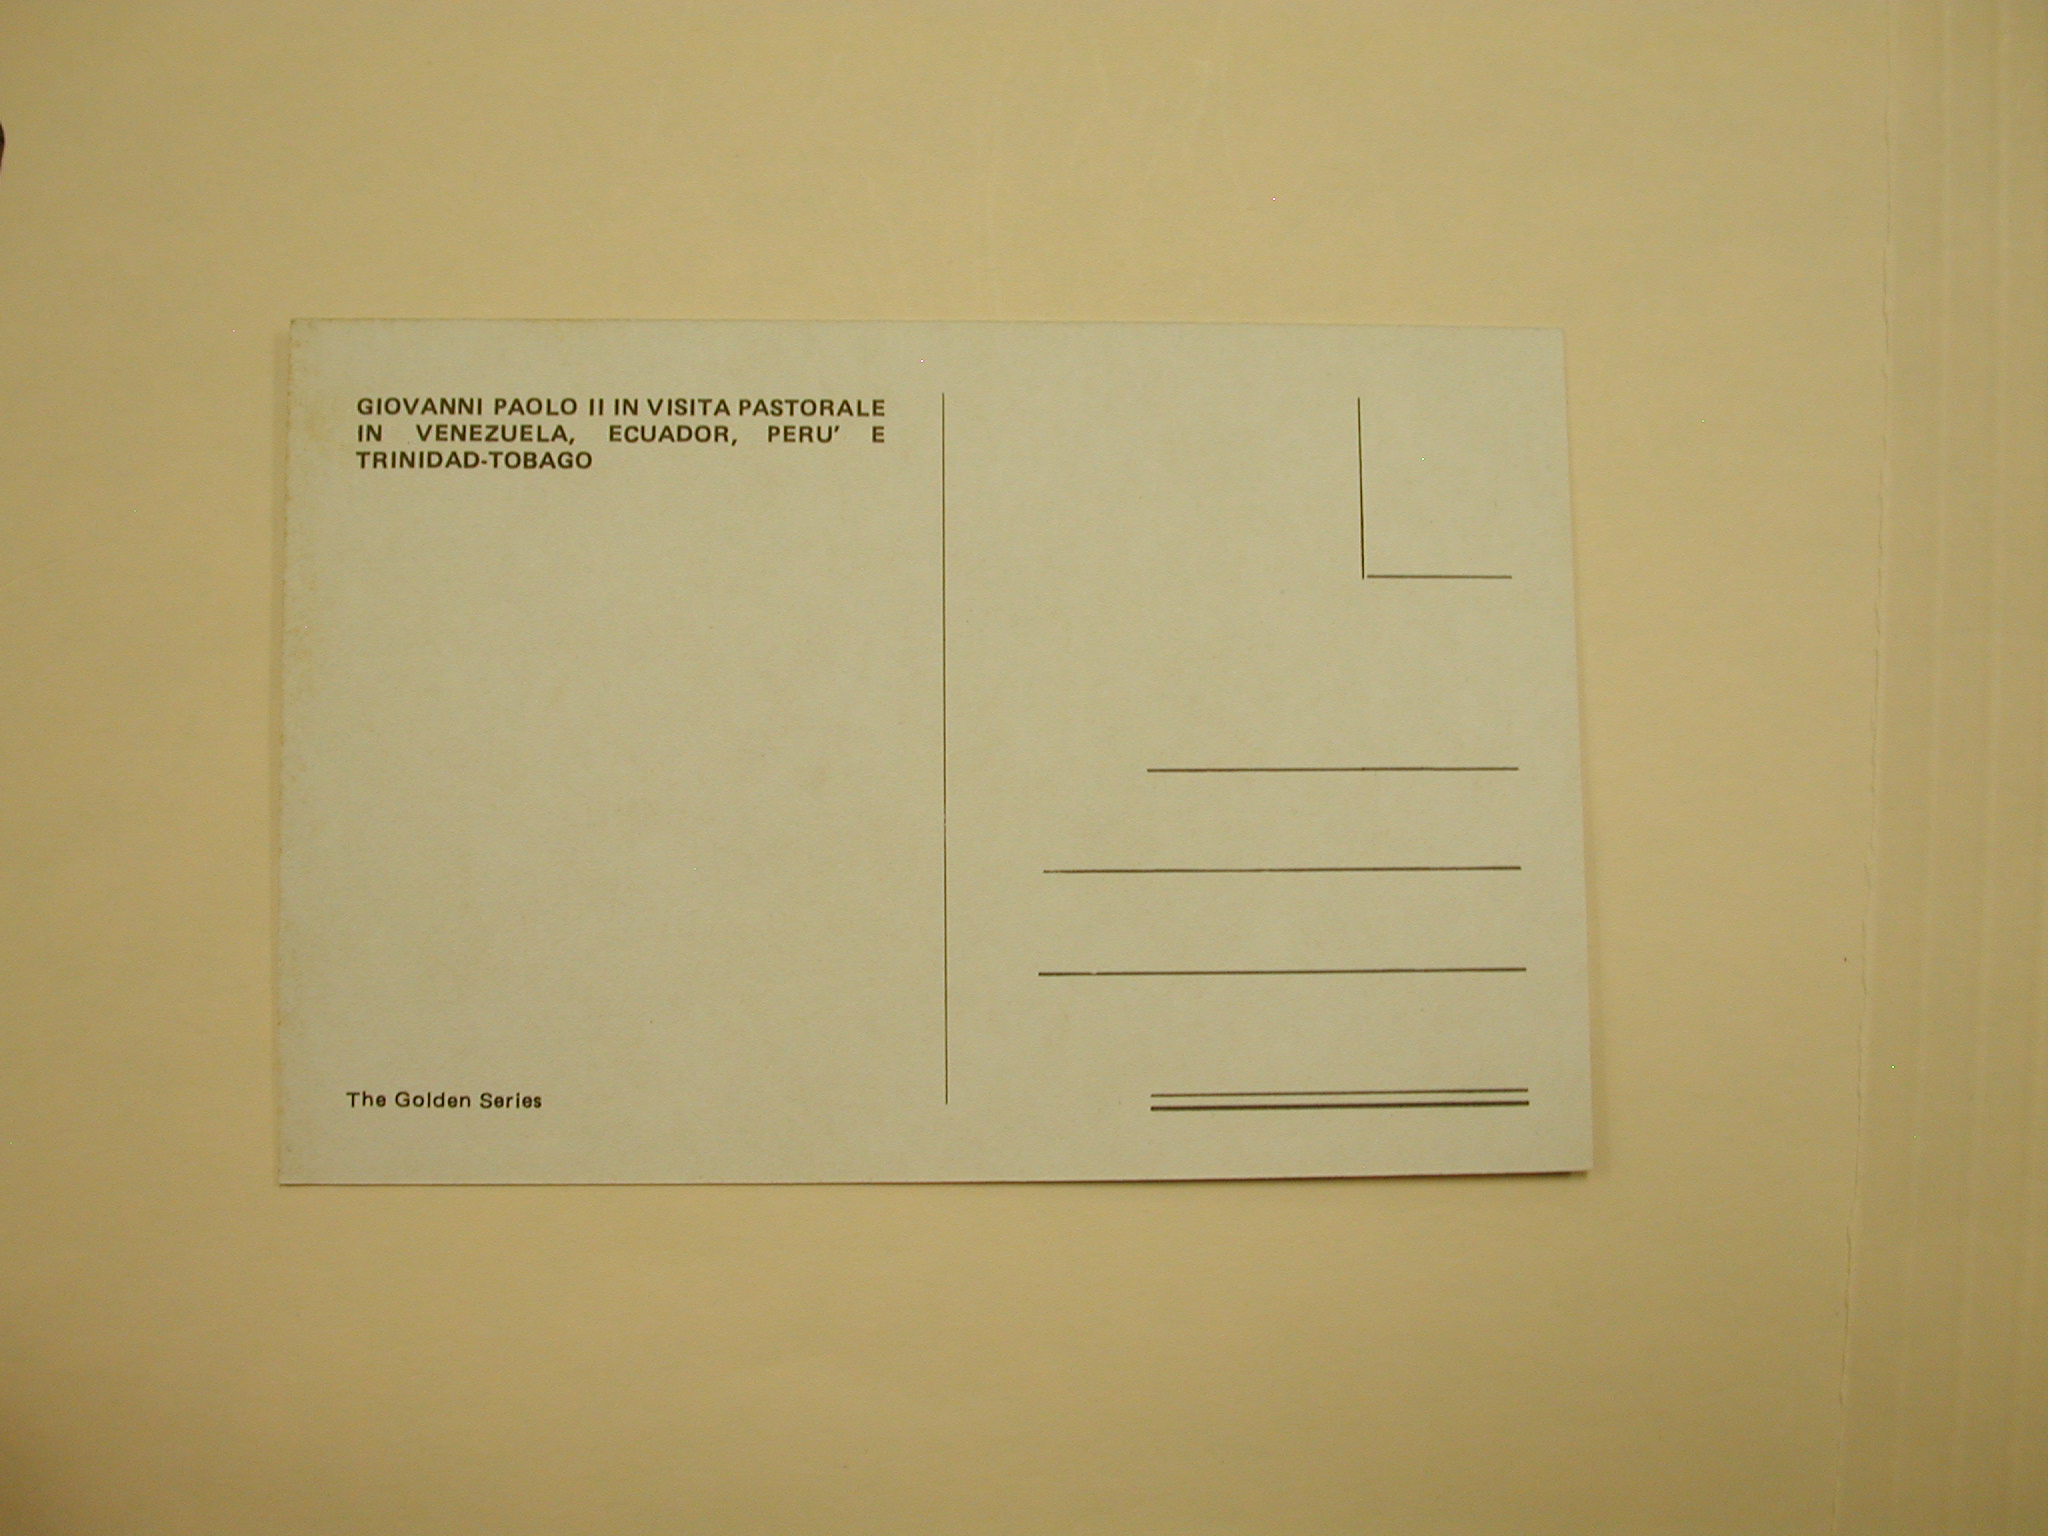 GIOVANNI PAOLO II IN VISITA PASTORALE
IN VENEZUELA, ECUADOR, PERU' E
TRINIDAD-TOBAGO
The Golden Series